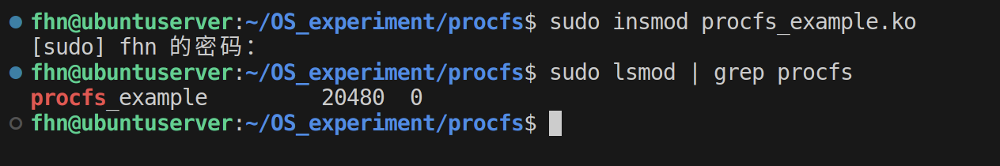 fhn@ubuntuserver:~/OS_experiment/procfs$ sudo insmod procfs_example.ko
[sudo] fhn 的密码：
fhn@ubuntuserver:~/OS_experiment/procfs$ sudo lsmod | grep procfs
procfs_example         20480  0
fhn@ubuntuserver:~/OS_experiment/procfs$